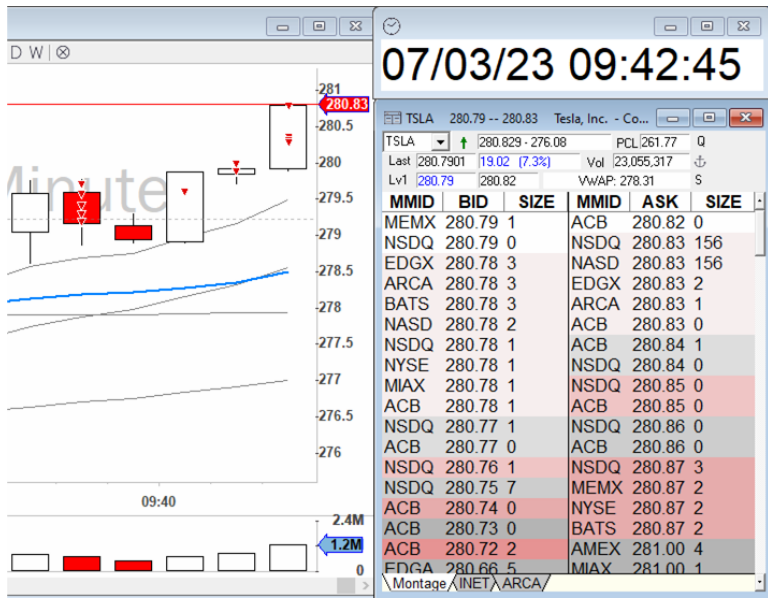 D W
Minute
281
280.83
280.5
280
279.5
279
278.5
278
277.5
277
276.5
276
09:40
2.4M
1.2M
0
07/03/23 09:42:45
TSLA 280.79 -- 280.83 Tesla, Inc. - Co...
TSLA 280.829 - 276.08 PCL 261.77 Q
Last 280.7901 19.02 (7.3%) Vol 23,055,317
Lv1 280.79 280.82 VWAP: 278.31 S
MMID BID SIZE MMID ASK SIZE
MEMX 280.79 1 ACB 280.82 0
NSDQ 280.79 0 NSDQ 280.83 156
EDGX 280.78 3 NASD 280.83 156
ARCA 280.78 3 EDGX 280.83 2
BATS 280.78 3 ARCA 280.83 1
NASD 280.78 2 ACB 280.83 0
NSDQ 280.78 1 ACB 280.84 1
NYSE 280.78 1 NSDQ 280.84 0
MIAX 280.78 1 NSDQ 280.85 0
ACB 280.78 1 ACB 280.85 0
NSDQ 280.77 1 NSDQ 280.86 0
ACB 280.77 0 ACB 280.86 0
NSDQ 280.76 1 NSDQ 280.87 3
NSDQ 280.75 7 MEMX 280.87 2
ACB 280.74 0 NYSE 280.87 2
ACB 280.73 0 BATS 280.87 2
ACB 280.72 2 AMEX 281.00 4
EDGA 280.66 5 MIAX 281.00 1
Montage INET ARCA